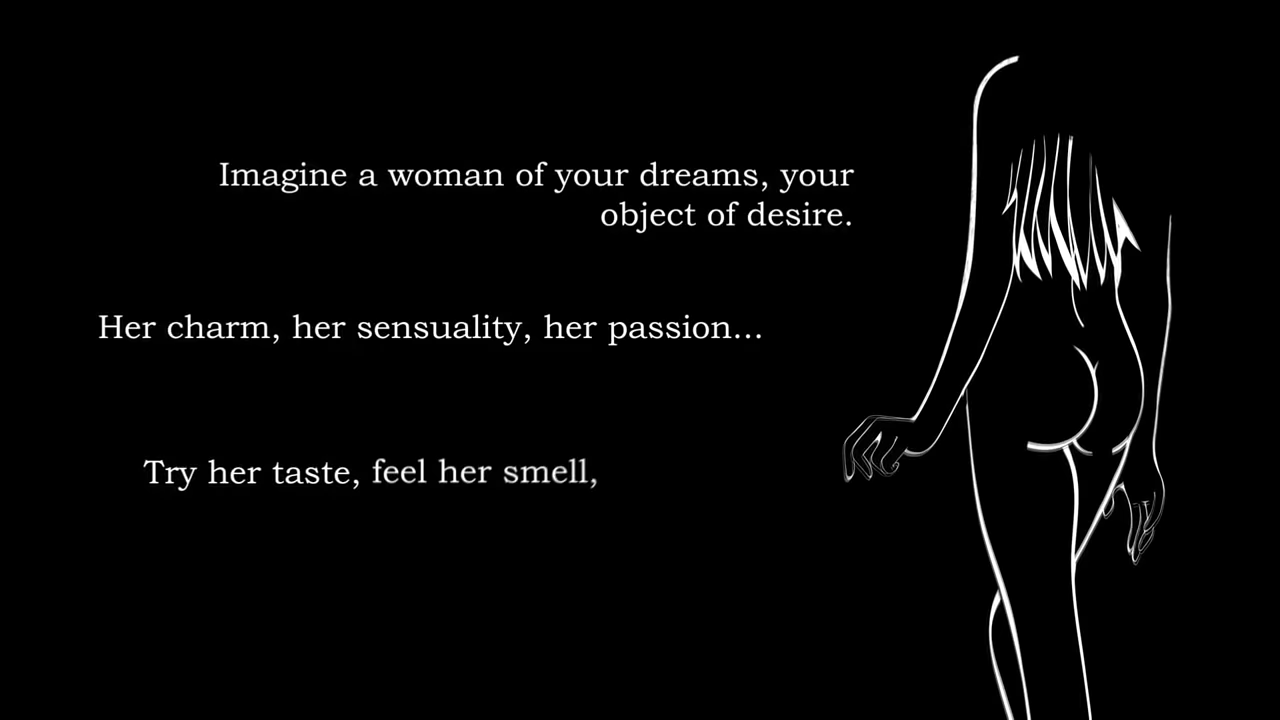 Imagine a woman of your dreams, your
object of desire.
Her charm, her sensuality, her passion...
Try her taste, feel her smell,